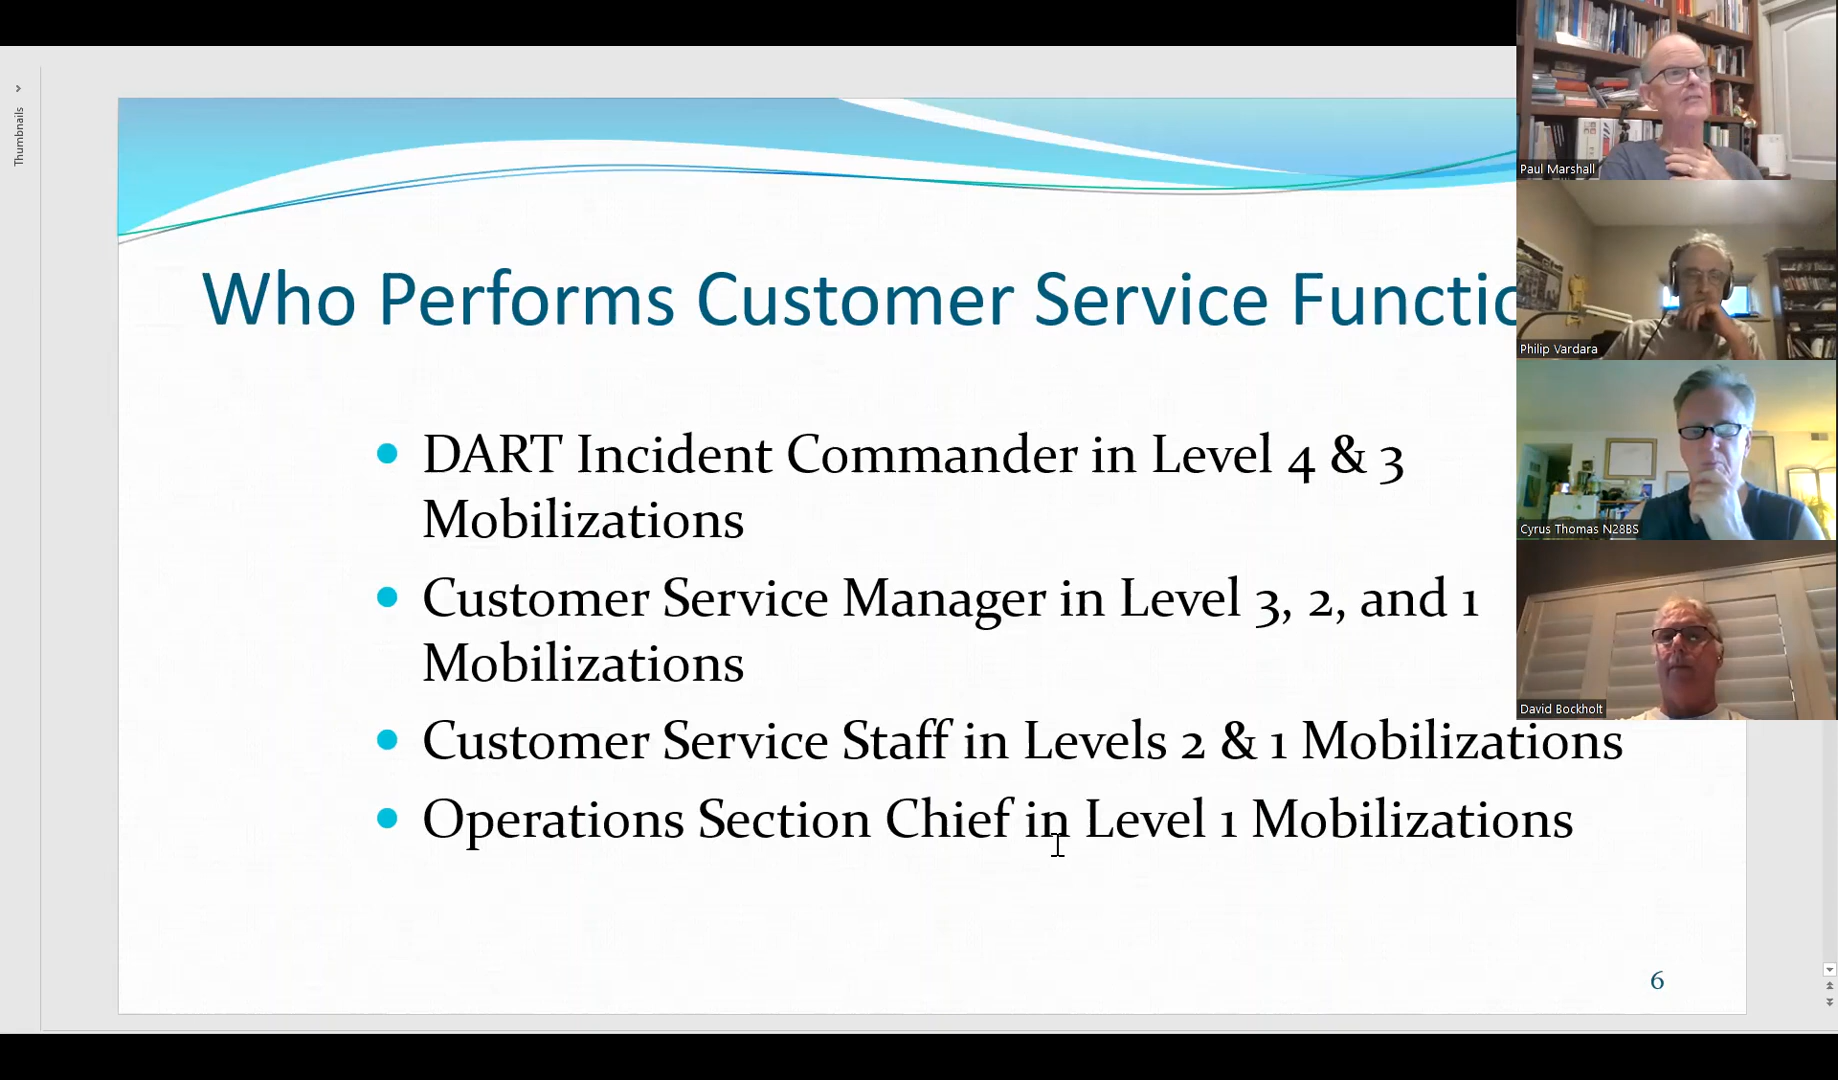 Thumbnails
Who Performs Customer Service Functio
DART Incident Commander in Level 4 & 3
Mobilizations
Customer Service Manager in Level 3, 2, and 1
Mobilizations
Customer Service Staff in Levels 2 & 1 Mobilizations
Operations Section Chief in Level 1 Mobilizations
6
Paul Marshall
Philip Vardara
Cyrus Thomas N28BS
David Bockholt